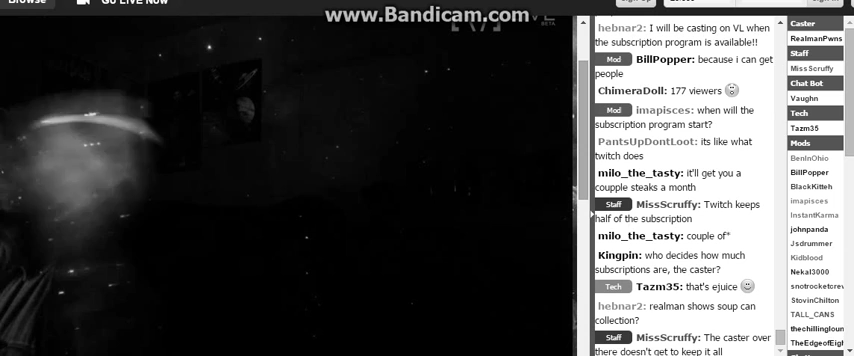 Browse
GO LIVE NOW
www.Bandicam.com
BETA
hebnar2: I will be casting on VL when
the subscription program is available!!
Mod BillPopper: because i can get
people
ChimeraDoll: 177 viewers
Mod imapisces: when will the
subscription program start?
PantsUpDontLoot: its like what
twitch does
milo_the_tasty: it'll get you a
coupple steaks a month
Staff MissScruffy: Twitch keeps
half of the subscription
milo_the_tasty: couple of*
Kingpin: who decides how much
subscriptions are, the caster?
Tech Tazm35: that's ejuice
hebnar2: realman shows soup can
collection?
Staff MissScruffy: The caster over
there doesn't get to keep it all
Caster
RealmanPwns
Staff
MissScruffy
Chat Bot
Vaughn
Tech
Tazm35
Mods
BenInOhio
BillPopper
BlackKitteh
imapisces
InstantKarma
johnpanda
Jsdrummer
Kidblood
Nekal3000
snotrocketcrev
StovinChilton
TALL_CANS
thechillingloun
TheEdgeofEigh